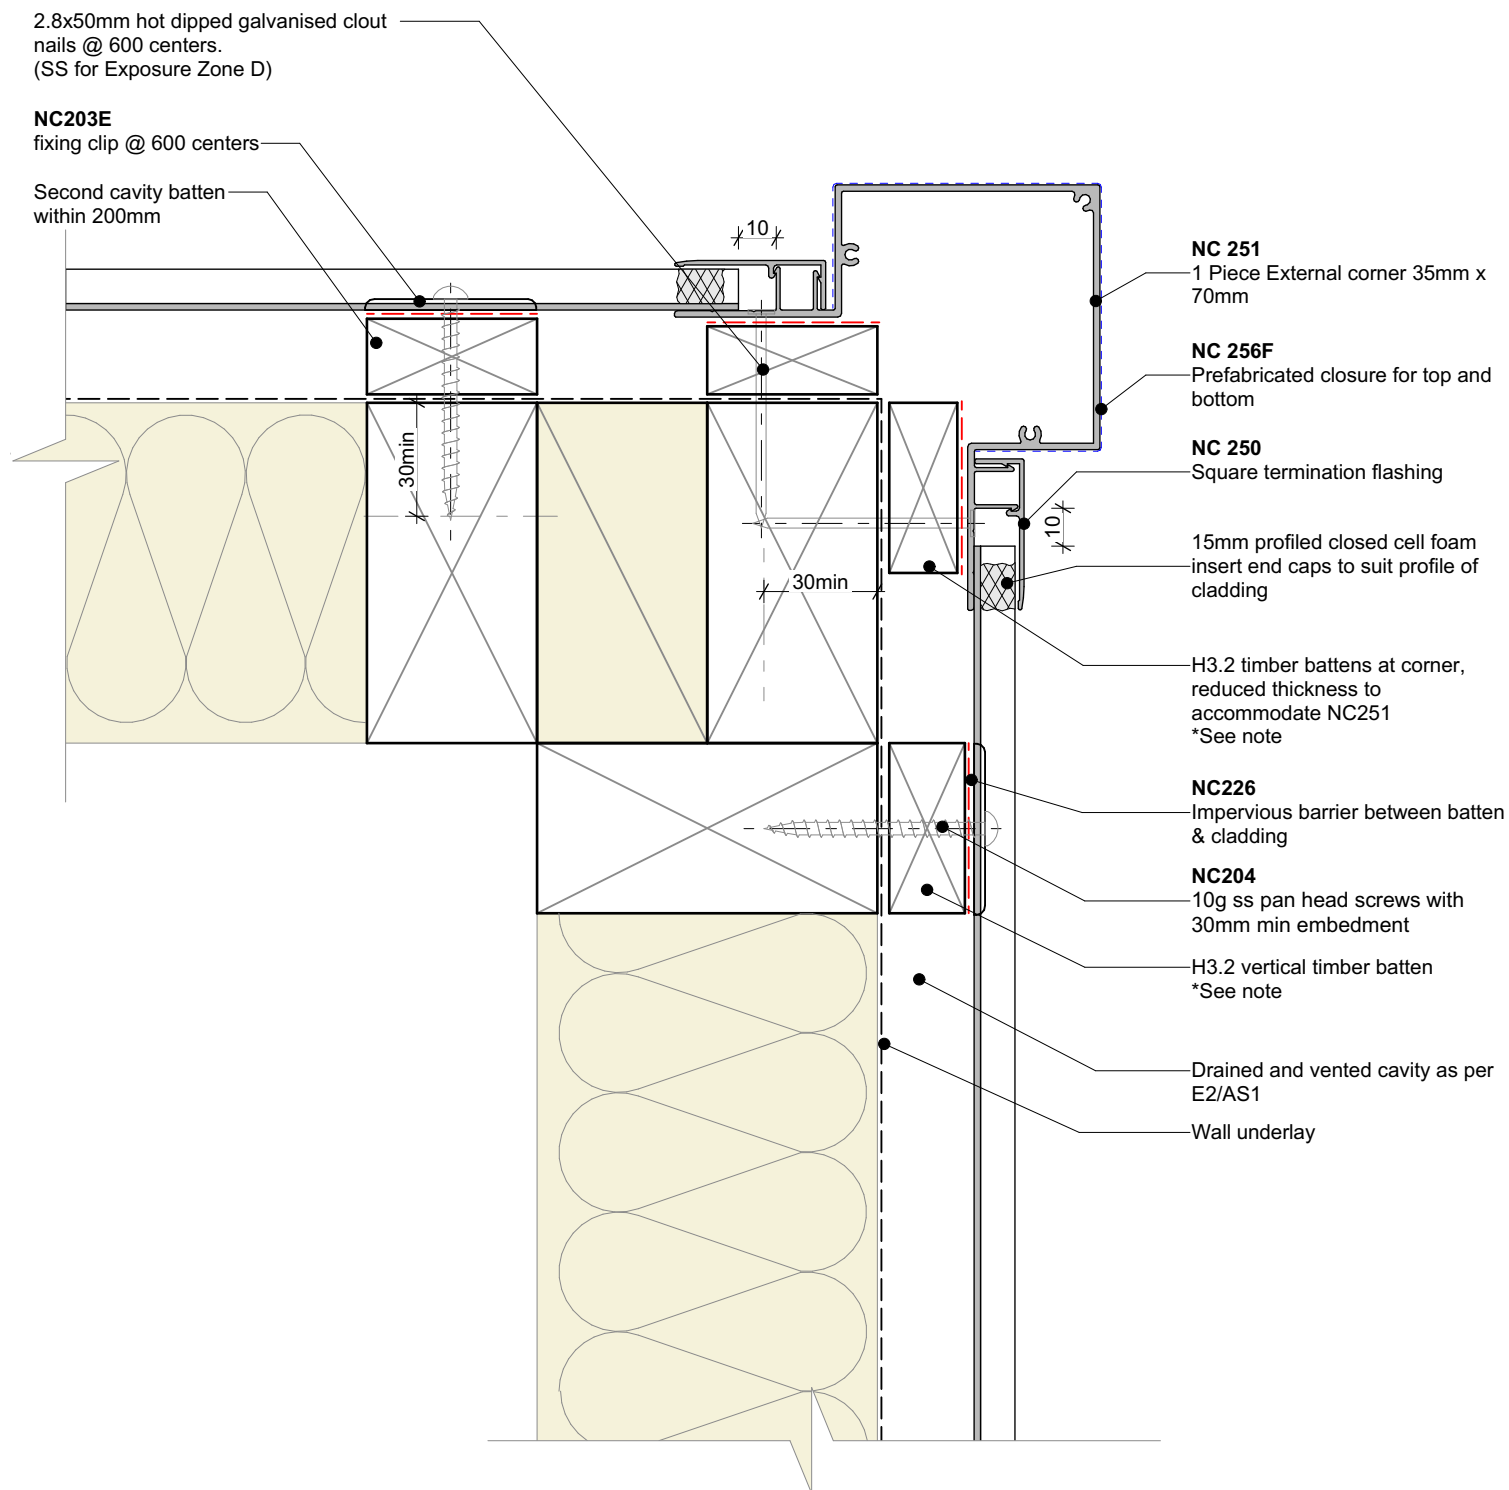 2.8x50mm hot dipped galvanised clout
nails @ 600 centers.
(SS for Exposure Zone D)
NC203E
fixing clip @ 600 centers
Second cavity batten
within 200mm
10
30min
30min
10
NC 251
1 Piece External corner 35mm x
70mm
NC 256F
Prefabricated closure for top and
bottom
NC 250
Square termination flashing
15mm profiled closed cell foam
insert end caps to suit profile of
cladding
H3.2 timber battens at corner,
reduced thickness to
accommodate NC251
*See note
NC226
Impervious barrier between batten
& cladding
NC204
10g ss pan head screws with
30mm min embedment
H3.2 vertical timber batten
*See note
Drained and vented cavity as per
E2/AS1
Wall underlay